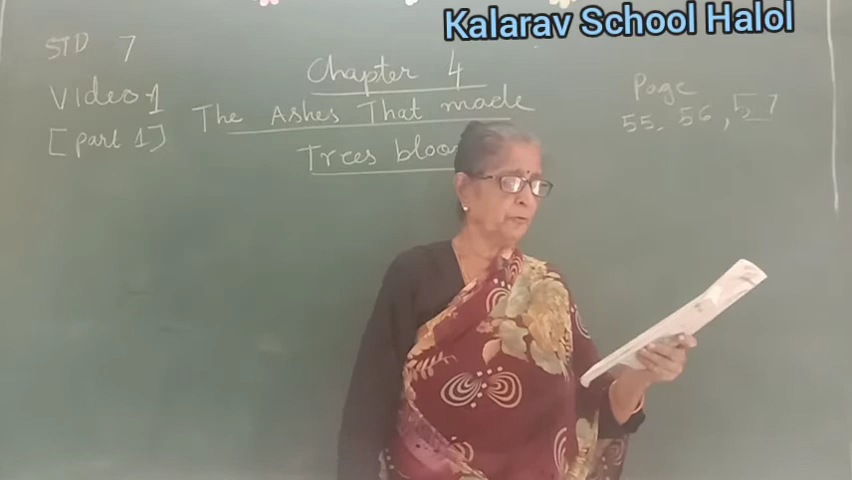 Kalarav School Halol
STD 7
Video-1
[part 1]
Chapter 4
The Ashes That made
Trees bloo
Page
55, 56, 57